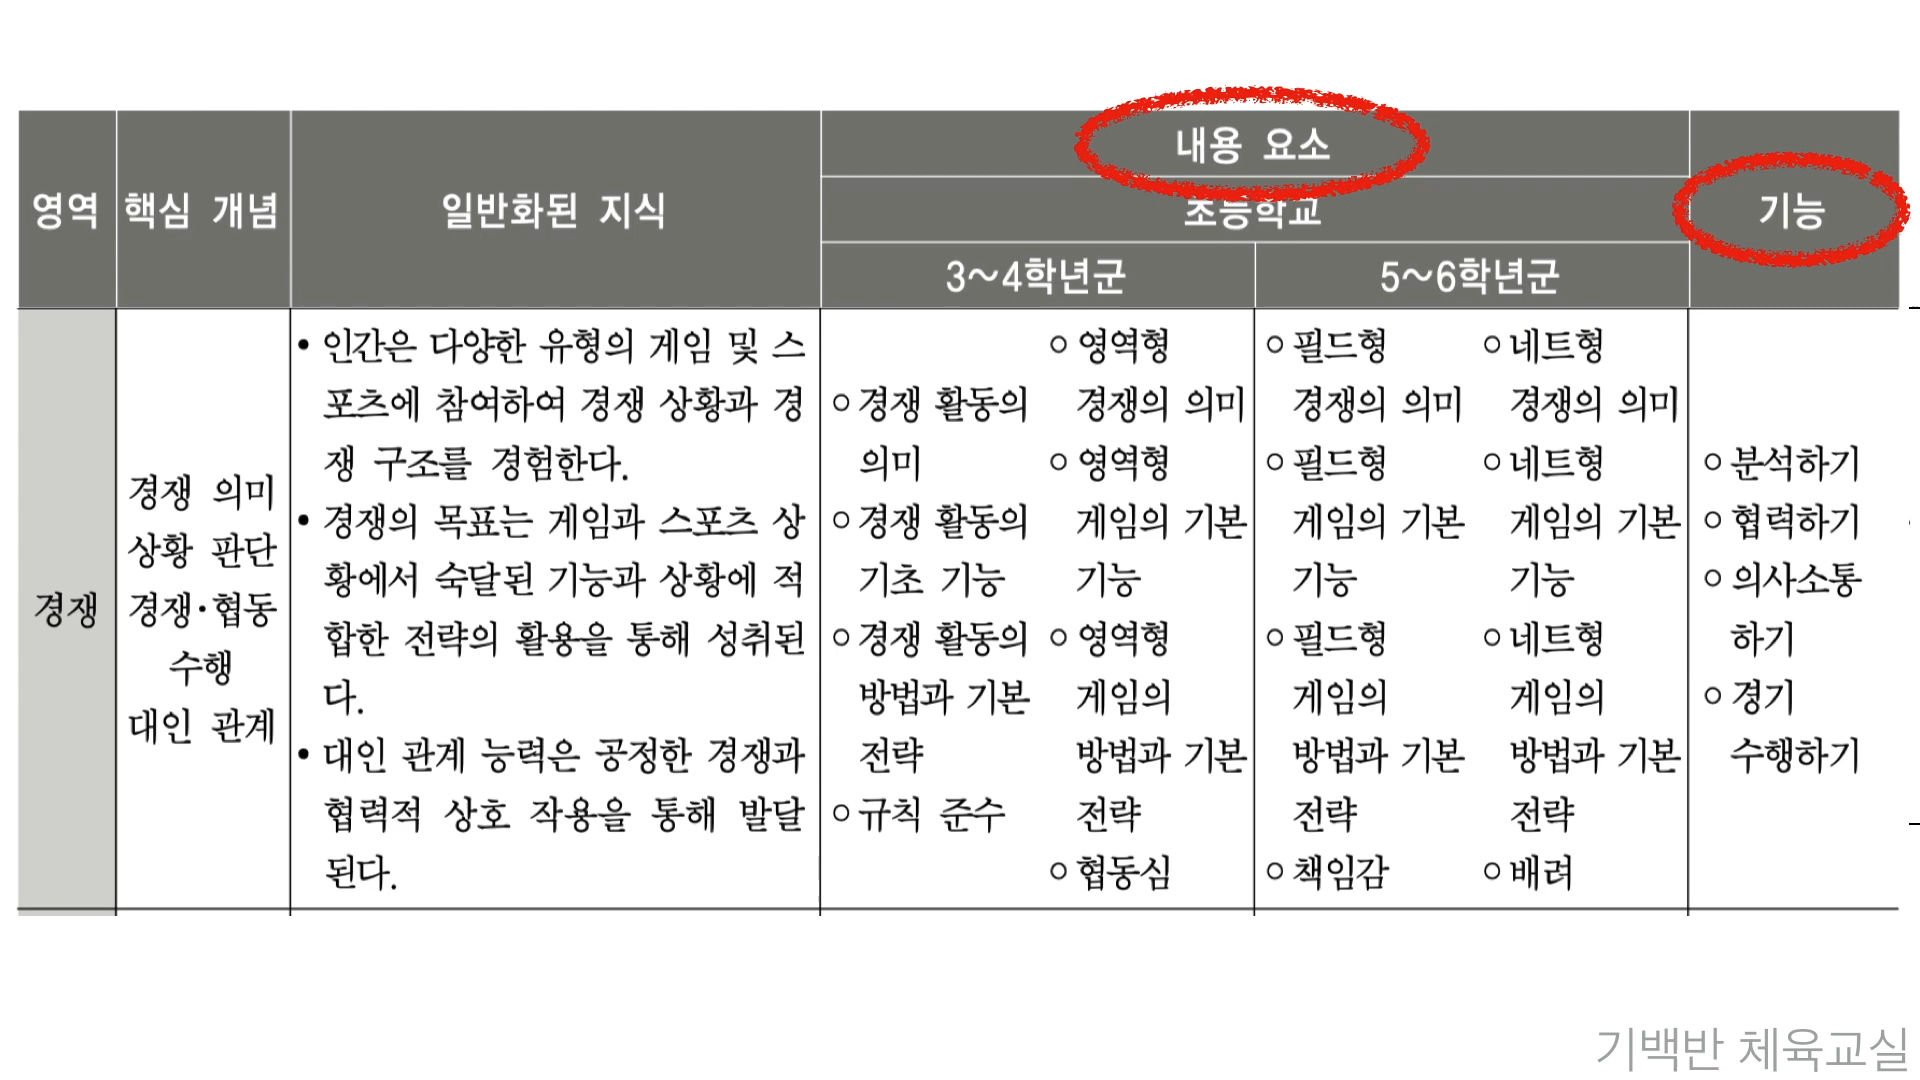 영역
핵심 개념
일반화된 지식
내용 요소
초등학교
3~4학년군
5~6학년군
기능
경쟁
경쟁 의미
상황 판단
경쟁·협동
수행
대인 관계
• 인간은 다양한 유형의 게임 및 스
포츠에 참여하여 경쟁 상황과 경
쟁 구조를 경험한다.
• 경쟁의 목표는 게임과 스포츠 상
황에서 숙달된 기능과 상황에 적
합한 전략의 활용을 통해 성취된
다.
• 대인 관계 능력은 공정한 경쟁과
협력적 상호 작용을 통해 발달
된다.
○ 경쟁 활동의
의미
○ 경쟁 활동의
기초 기능
○ 경쟁 활동의
방법과 기본
전략
○ 규칙 준수
○ 영역형
경쟁의 의미
○ 영역형
게임의 기본
기능
○ 영역형
게임의
방법과 기본
전략
○ 협동심
○ 필드형
경쟁의 의미
○ 필드형
게임의 기본
기능
○ 필드형
게임의
방법과 기본
전략
○ 책임감
○ 네트형
경쟁의 의미
○ 네트형
게임의 기본
기능
○ 네트형
게임의
방법과 기본
전략
○ 배려
○ 분석하기
○ 협력하기
○ 의사소통
하기
○ 경기
수행하기
기백반 체육교실